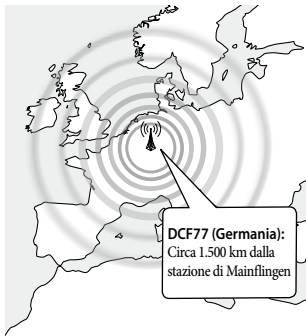 DCF77 (Germania):
Circa 1.500 km dalla
stazione di Mainflingen